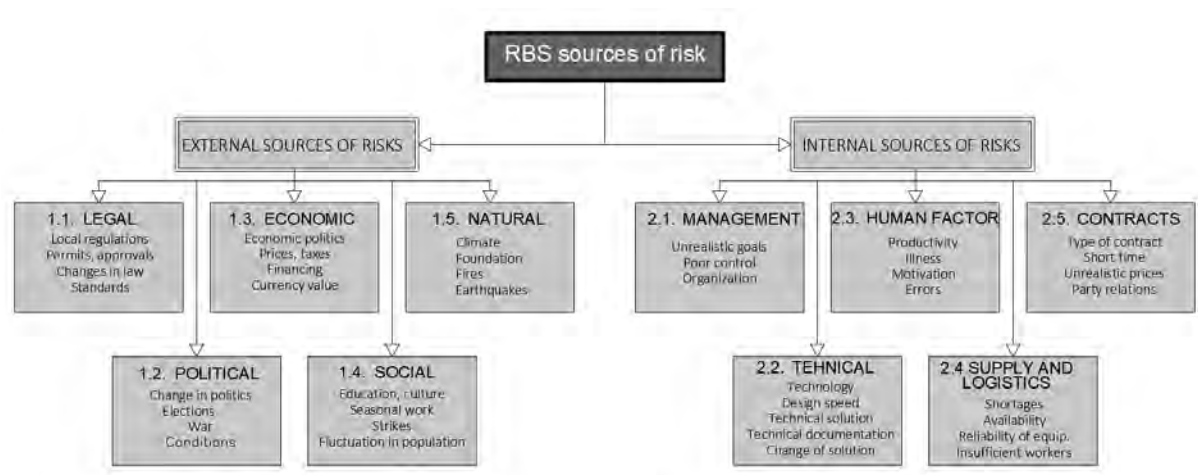 RBS sources of risk
EXTERNAL SOURCES OF RISKS
INTERNAL SOURCES OF RISKS
1.1. LEGAL
Local regulations
Permits, approvals
Changes in law
Standards
1.3. ECONOMIC
Economic politics
Prices, taxes
Financing
Currency value
1.5. NATURAL
Climate
Foundation
Fires
Earthquakes
2.1. MANAGEMENT
Unrealistic goals
Poor control
Organization
2.3. HUMAN FACTOR
Productivity
Illness
Motivation
Errors
2.5. CONTRACTS
Type of contract
Short time
Unrealistic prices
Party relations
1.2. POLITICAL
Change in politics
Elections
War
Conditions
1.4. SOCIAL
Education, culture
Seasonal work
Strikes
Fluctuation in population
2.2. TEHNICAL
Technology
Design speed
Technical solution
Technical documentation
Change of solution
2.4 SUPPLY AND
LOGISTICS
Shortages
Availability
Reliability of equip.
Insufficient workers